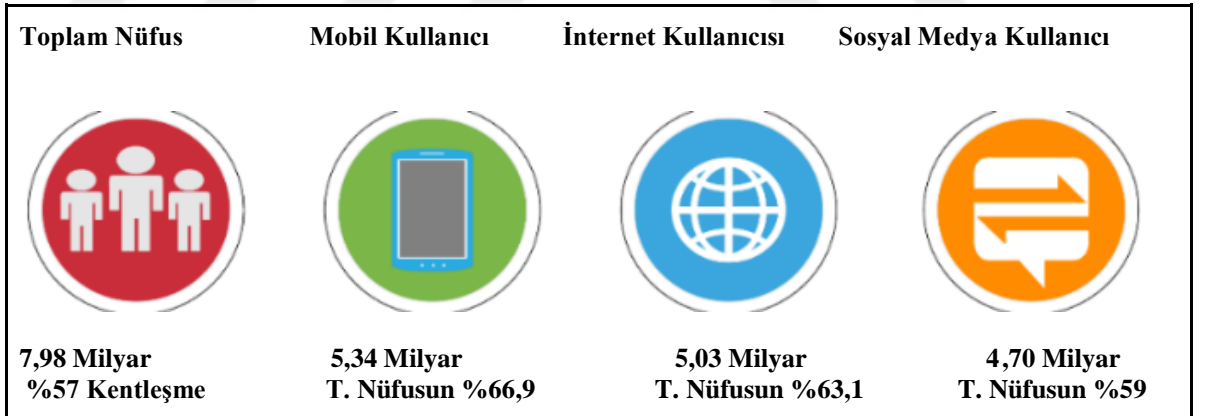 Toplam Nüfus Mobil Kullanıcı İnternet Kullanıcısı Sosyal Medya Kullanıcı
7,98 Milyar 5,34 Milyar 5,03 Milyar 4,70 Milyar
%57 Kentleşme T. Nüfusun %66,9 T. Nüfusun %63,1 T. Nüfusun %59